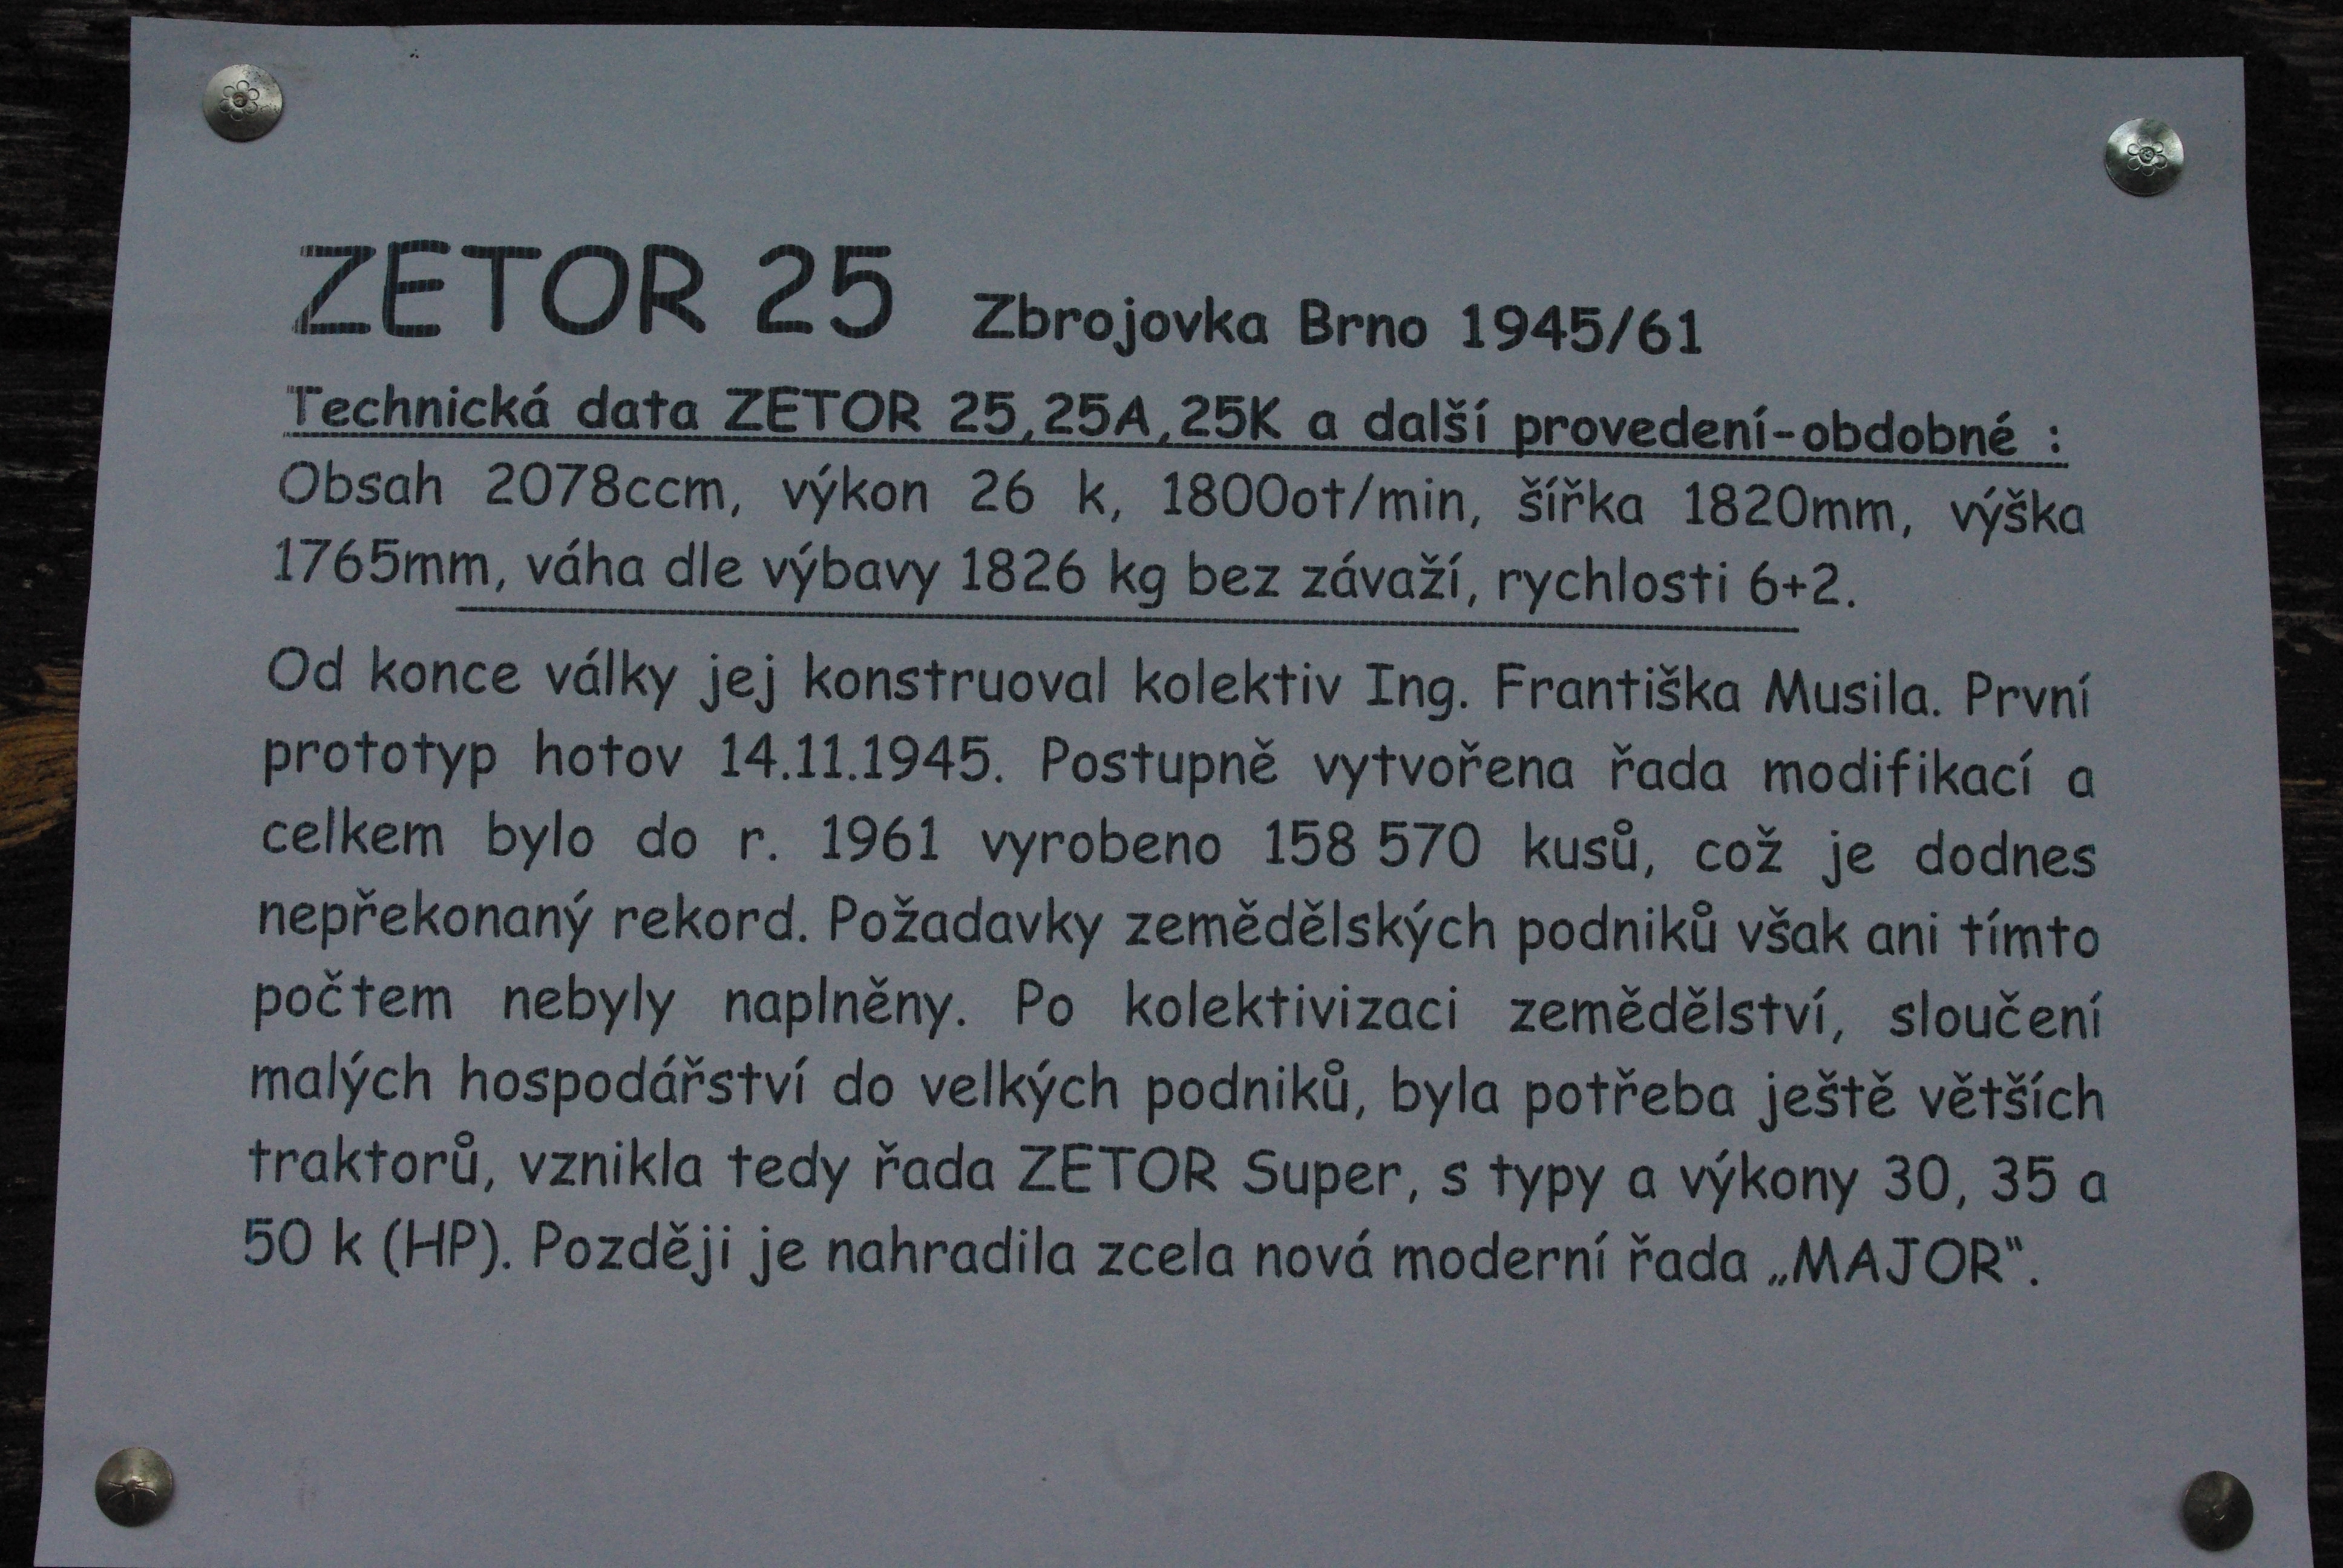 ZETOR 25 Zbrojovka Brno 1945/61
Technická data ZETOR 25,25A,25K a další provedení-obdobné :
Obsah 2078ccm, výkon 26 k, 1800ot/min, šířka 1820mm, výška
1765mm, váha dle výbavy 1826 kg bez závaží, rychlosti 6+2.
Od konce války jej konstruoval kolektiv Ing. Františka Musila. První
prototyp hotov 14.11.1945. Postupně vytvořena řada modifikací a
celkem bylo do r. 1961 vyrobeno 158 570 kusů, což je dodnes
nepřekonaný rekord. Požadavky zemědělských podniků však ani tímto
počtem nebyly naplněny. Po kolektivizaci zemědělství, sloučení
malých hospodářství do velkých podniků, byla potřeba ještě větších
traktorů, vznikla tedy řada ZETOR Super, s typy a výkony 30, 35 a
50 k (HP). Později je nahradila zcela nová moderní řada „MAJOR“.